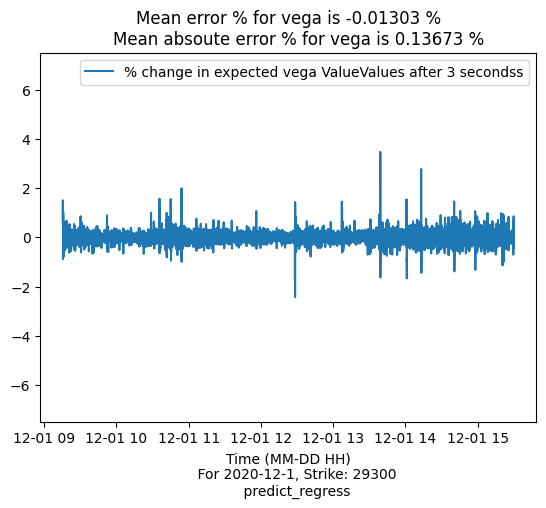 Mean error % for vega is -0.01303 %
Mean absoute error % for vega is 0.13673 %
% change in expected vega ValueValues after 3 secondss
6
4
2
0
−2
−4
−6
12-01 09 12-01 10 12-01 11 12-01 12 12-01 13 12-01 14 12-01 15
Time (MM-DD HH)
For 2020-12-1, Strike: 29300
predict_regress